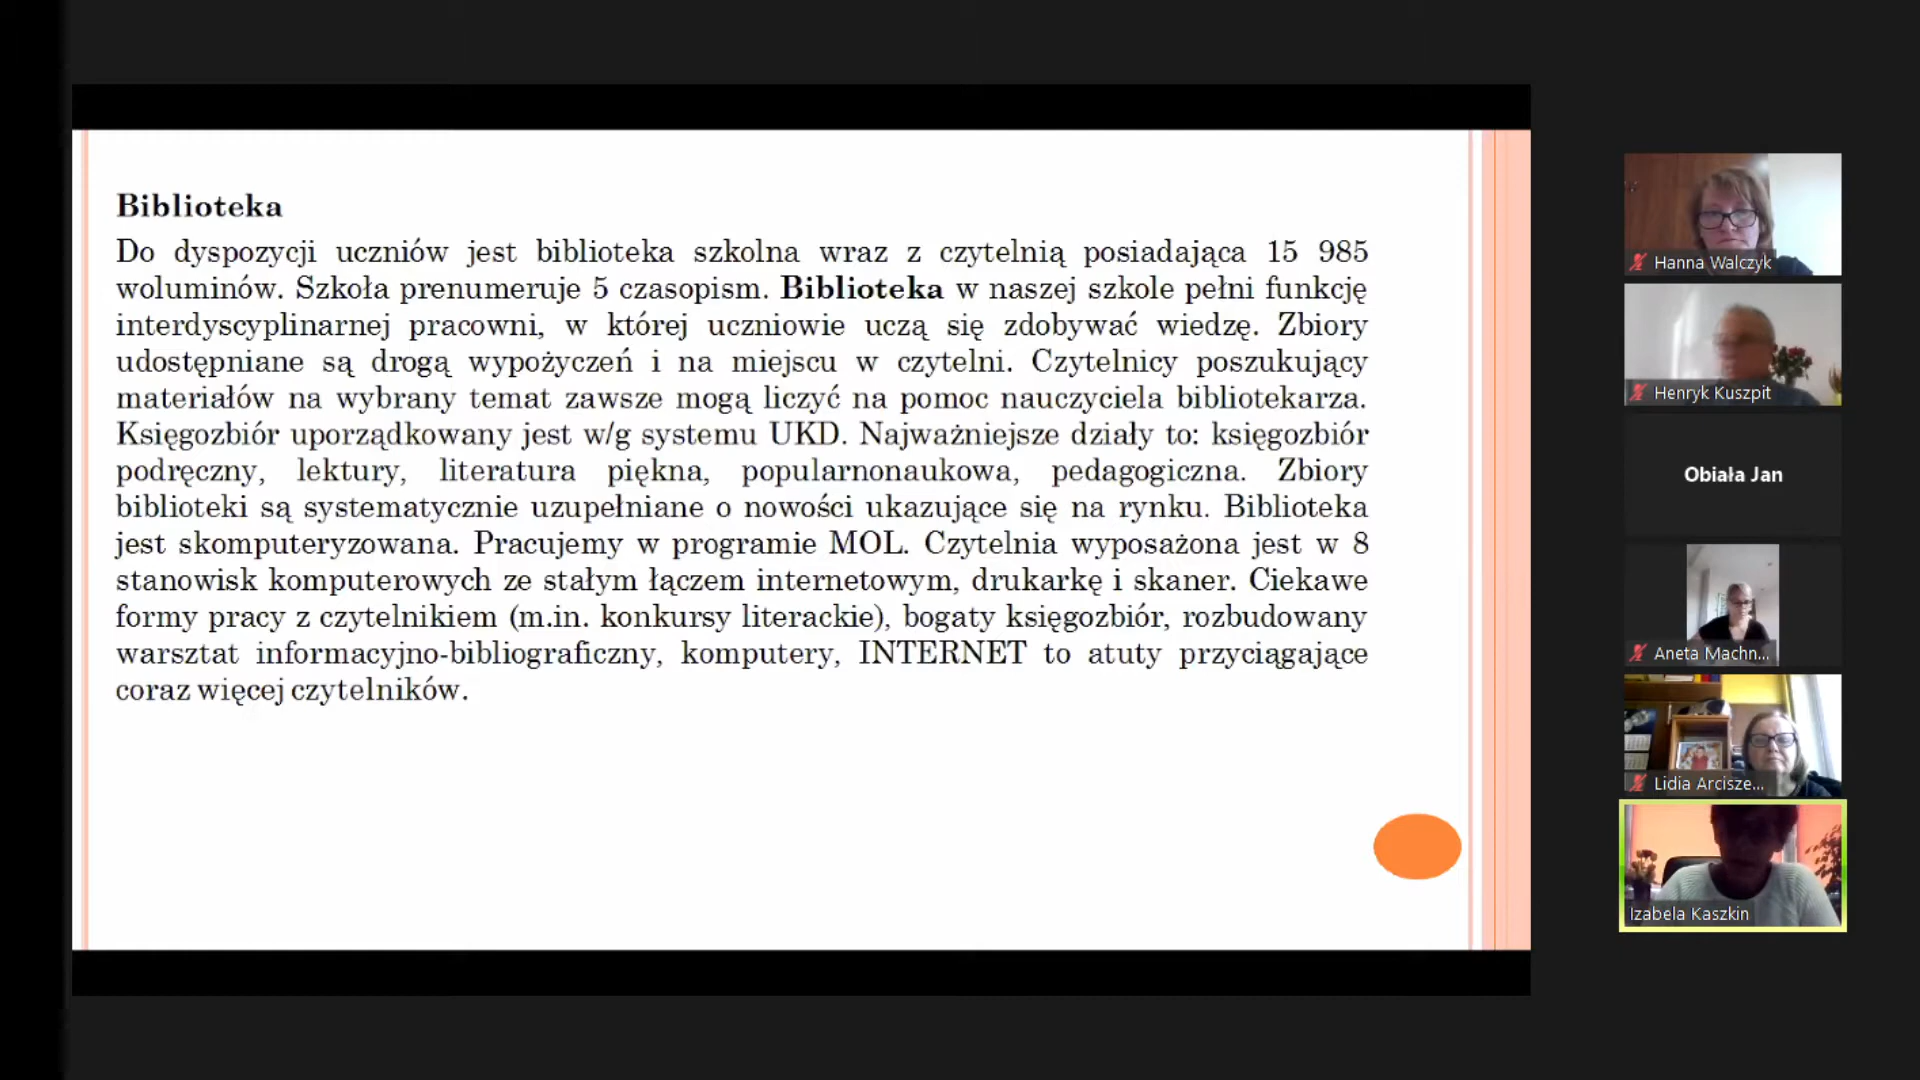 Biblioteka
Do dyspozycji uczniów jest biblioteka szkolna wraz z czytelnią posiadająca 15 985
woluminów. Szkoła prenumeruje 5 czasopism. Biblioteka w naszej szkole pełni funkcję
interdyscyplinarnej pracowni, w której uczniowie uczą się zdobywać wiedzę. Zbiory
udostępniane są drogą wypożyczeń i na miejscu w czytelni. Czytelnicy poszukujący
materiałów na wybrany temat zawsze mogą liczyć na pomoc nauczyciela bibliotekarza.
Księgozbiór uporządkowany jest w/g systemu UKD. Najważniejsze działy to: księgozbiór
podręczny, lektury, literatura piękna, popularnonaukowa, pedagogiczna. Zbiory
biblioteki są systematycznie uzupełniane o nowości ukazujące się na rynku. Biblioteka
jest skomputeryzowana. Pracujemy w programie MOL. Czytelnia wyposażona jest w 8
stanowisk komputerowych ze stałym łączem internetowym, drukarkę i skaner. Ciekawe
formy pracy z czytelnikiem (m.in. konkursy literackie), bogaty księgozbiór, rozbudowany
warsztat informacyjno-bibliograficzny, komputery, INTERNET to atuty przyciągające
coraz więcej czytelników.
Hanna Walczyk
Henryk Kuszpit
Obiała Jan
Aneta Machn...
Lidia Arcisze...
Izabela Kaszkin